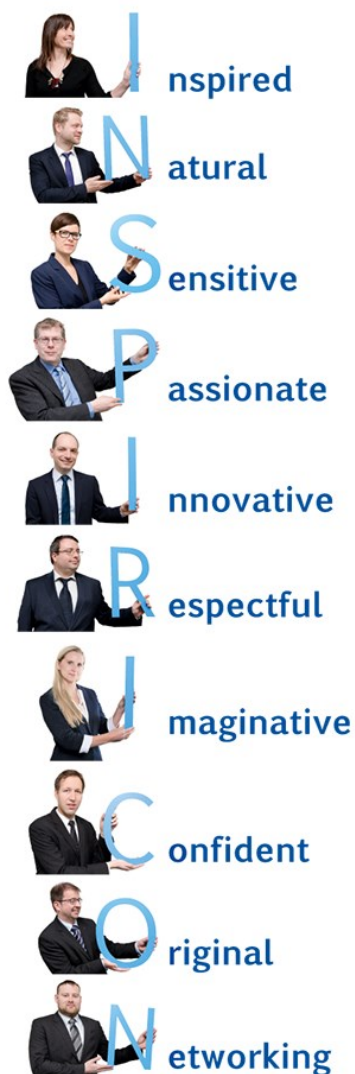 Inspired
Natural
Sensitive
Passionate
Innovative
Respectful
Imaginative
Confident
Original
Networking